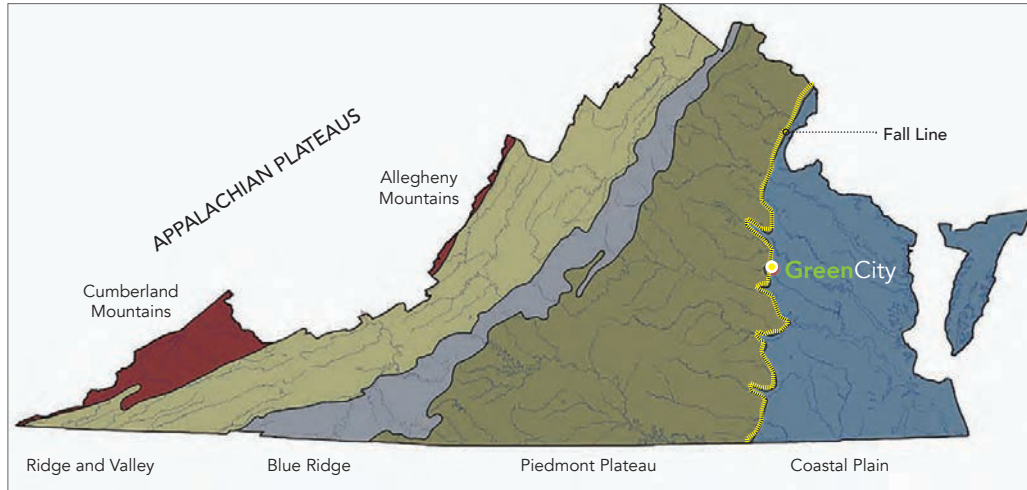 Fall Line
APPALACHIAN PLATEAUS
Allegheny
Mountains
GreenCity
Cumberland
Mountains
Ridge and Valley
Blue Ridge
Piedmont Plateau
Coastal Plain